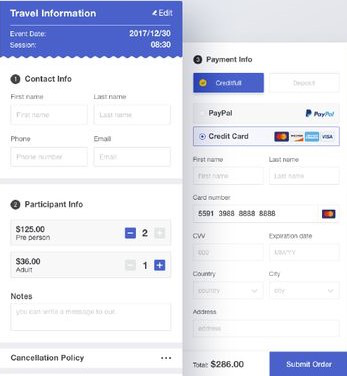 Travel Information
Edit
Event Date: 2017/12/30
Session: 08:30
1 Contact Info
First name Last name
First name Last name
Phone Email
Phone number Email
2 Participant Info
$125.00
Pre person
2
$36.00
Adult
1
Notes
you can write a message to out
Cancellation Policy
3 Payment Info
Creditfull Deposit
PayPal PayPal
Credit Card VISA
First name Last name
First name Last name
Card number
5591 3988 8888 8888
CVV Expiration date
MM/YY
Country City
country city
Address
address
Total: $286.00 Submit Order